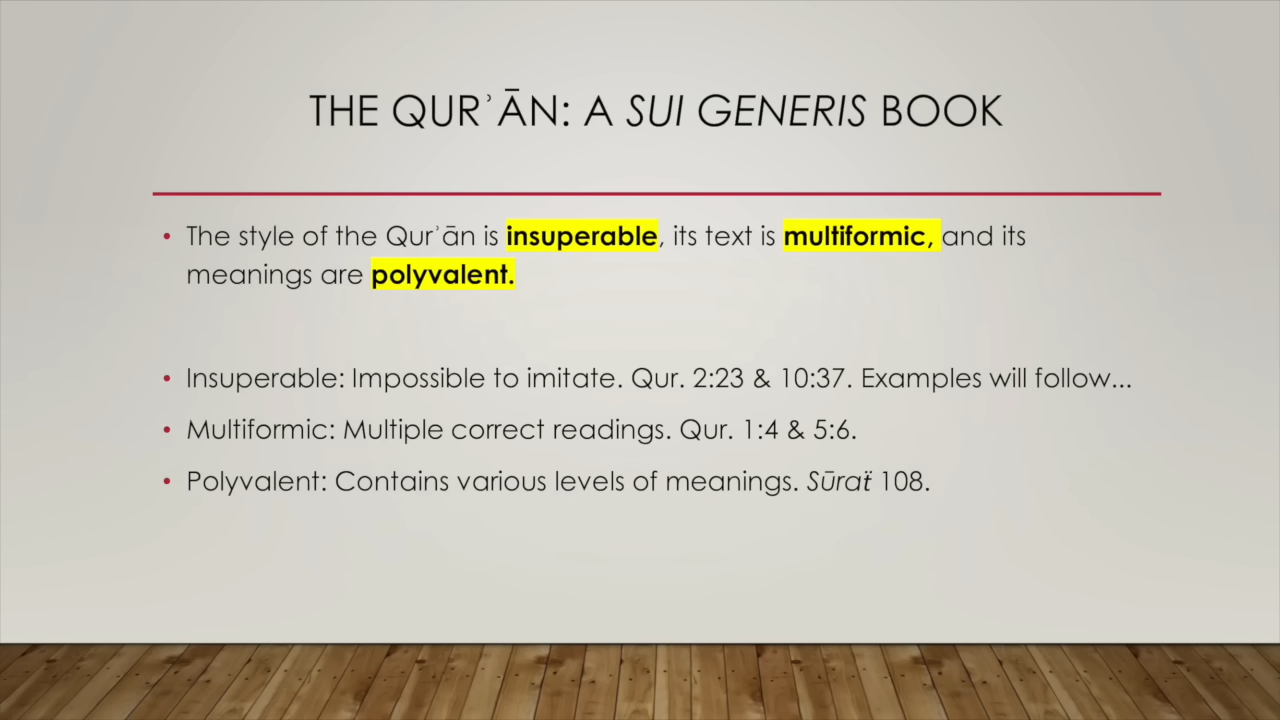 THE QURʾĀN: A SUI GENERIS BOOK
• The style of the Qurʾān is insuperable, its text is multiformic, and its
meanings are polyvalent.
• Insuperable: Impossible to imitate. Qur. 2:23 & 10:37. Examples will follow...
• Multiformic: Multiple correct readings. Qur. 1:4 & 5:6.
• Polyvalent: Contains various levels of meanings. Sūraẗ 108.